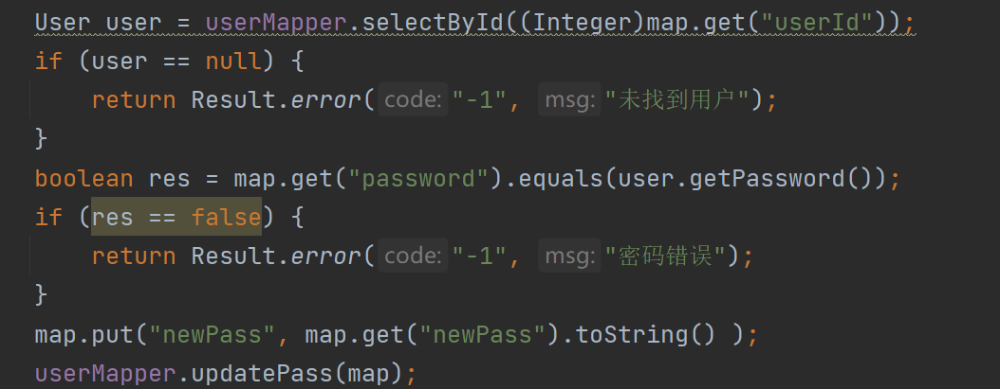 User user = userMapper.selectById((Integer)map.get("userId"));
if (user == null) {
    return Result.error( code: "-1", msg: "未找到用户");
}
boolean res = map.get("password").equals(user.getPassword());
if (res == false) {
    return Result.error( code: "-1", msg: "密码错误");
}
map.put("newPass", map.get("newPass").toString() );
userMapper.updatePass(map);